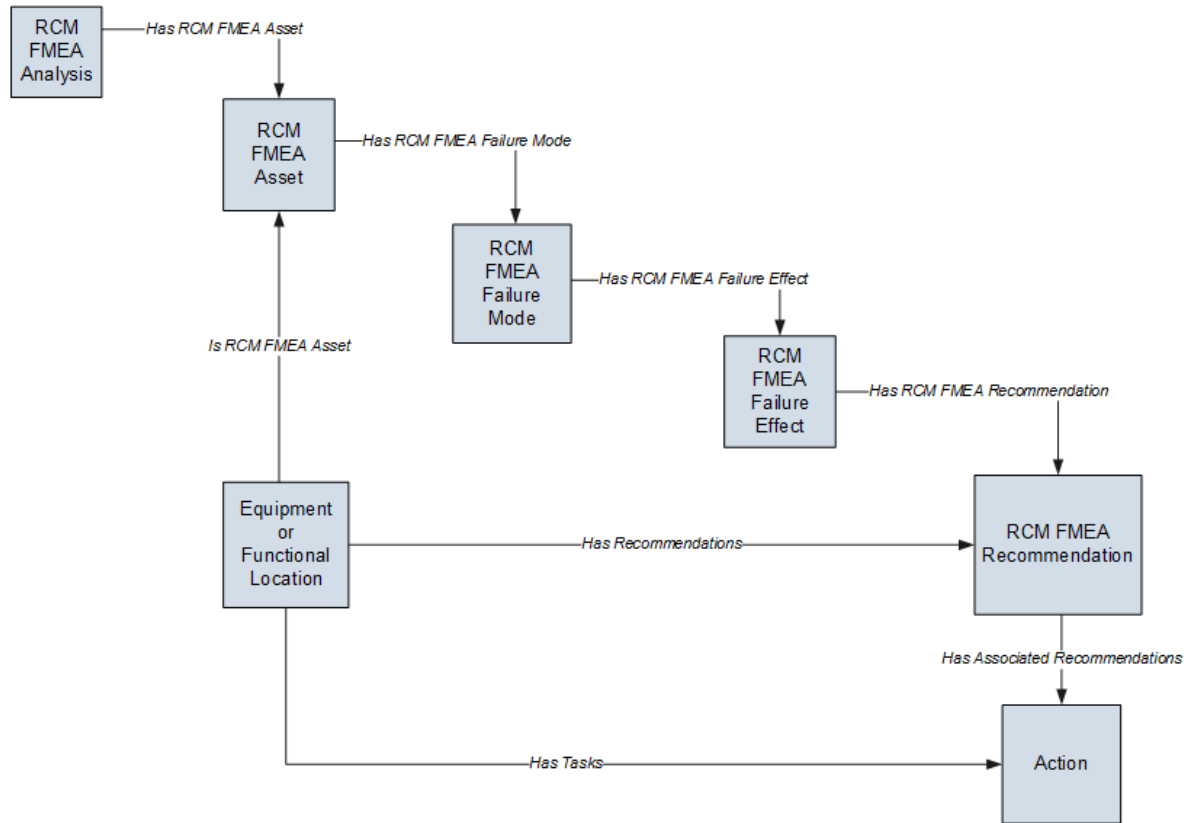 RCM
FMEA
Analysis
Has RCM FMEA Asset
RCM
FMEA
Asset
Has RCM FMEA Failure Mode
RCM
FMEA
Failure
Mode
Has RCM FMEA Failure Effect
Is RCM FMEA Asset
RCM
FMEA
Failure
Effect
Has RCM FMEA Recommendation
Equipment
or
Functional
Location
Has Recommendations
RCM FMEA
Recommendation
Has Associated Recommendations
Has Tasks
Action